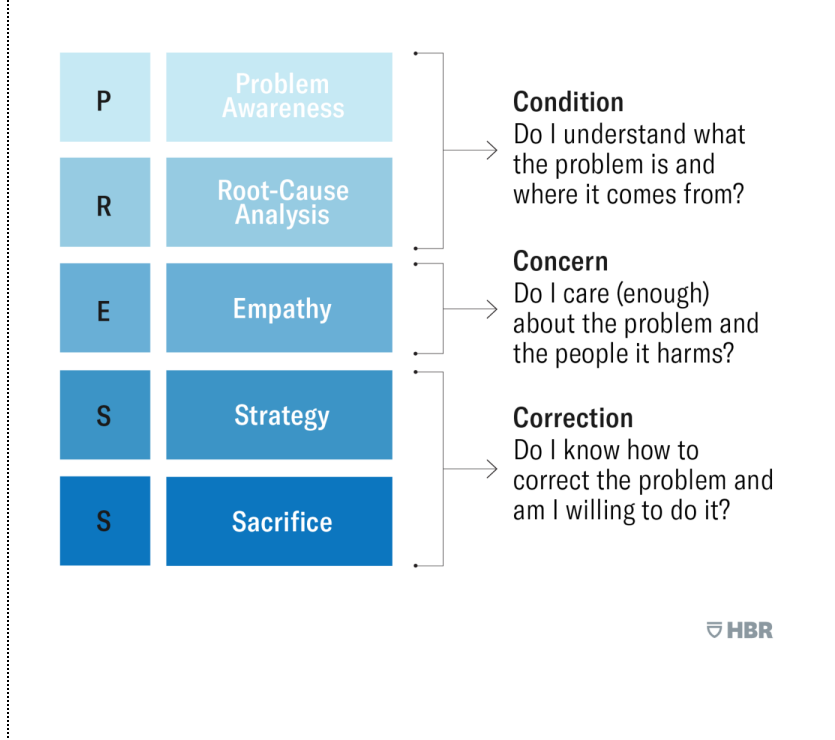 P
Problem
Awareness
R
Root-Cause
Analysis
Condition
Do I understand what
the problem is and
where it comes from?
E
Empathy
Concern
Do I care (enough)
about the problem and
the people it harms?
S
Strategy
S
Sacrifice
Correction
Do I know how to
correct the problem and
am I willing to do it?
HBR